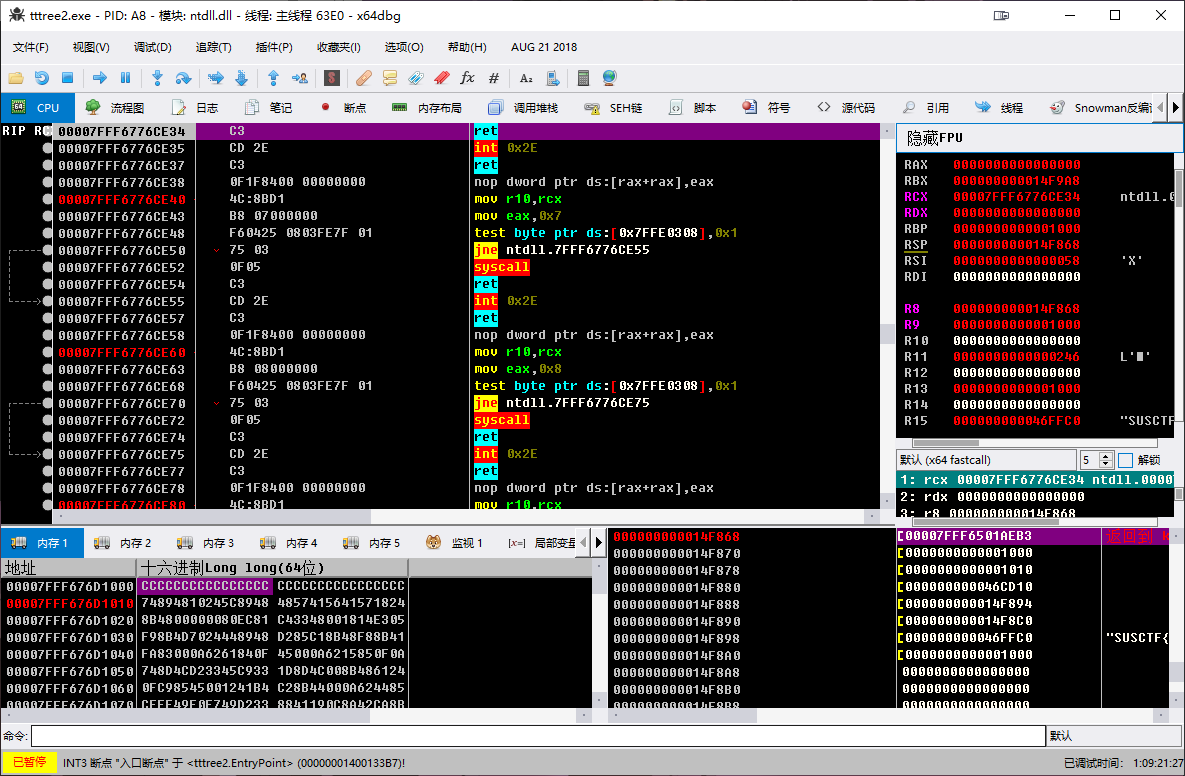 tttree2.exe - PID: A8 - 模块: ntdll.dll - 线程: 主线程 63E0 - x64dbg
文件(F) 视图(V) 调试(D) 追踪(T) 插件(P) 收藏夹(I) 选项(O) 帮助(H) AUG 21 2018
CPU 流程图 日志 笔记 断点 内存布局 调用堆栈 SEH链 脚本 符号 源代码 引用 线程 Snowman反编
RIP RC 00007FFF6776CE34 C3 ret
00007FFF6776CE35 CD 2E int 0x2E
00007FFF6776CE37 C3 ret
00007FFF6776CE38 0F1F8400 00000000 nop dword ptr ds:[rax+rax],eax
00007FFF6776CE40 4C:8BD1 mov r10,rcx
00007FFF6776CE43 B8 07000000 mov eax,0x7
00007FFF6776CE48 F60425 0803FE7F 01 test byte ptr ds:[0x7FFE0308],0x1
00007FFF6776CE50 75 03 jne ntdll.7FFF6776CE55
00007FFF6776CE52 0F05 syscall
00007FFF6776CE54 C3 ret
00007FFF6776CE55 CD 2E int 0x2E
00007FFF6776CE57 C3 ret
00007FFF6776CE58 0F1F8400 00000000 nop dword ptr ds:[rax+rax],eax
00007FFF6776CE60 4C:8BD1 mov r10,rcx
00007FFF6776CE63 B8 08000000 mov eax,0x8
00007FFF6776CE68 F60425 0803FE7F 01 test byte ptr ds:[0x7FFE0308],0x1
00007FFF6776CE70 75 03 jne ntdll.7FFF6776CE75
00007FFF6776CE72 0F05 syscall
00007FFF6776CE74 C3 ret
00007FFF6776CE75 CD 2E int 0x2E
00007FFF6776CE77 C3 ret
00007FFF6776CE78 0F1F8400 00000000 nop dword ptr ds:[rax+rax],eax
00007FFF6776CE80 4C:8BD1 mov r10,rcx
隐藏FPU
RAX 0000000000000000
RBX 000000000014F9A8
RCX 00007FFF6776CE34 ntdll.0
RDX 0000000000000000
RBP 0000000000001000
RSP 000000000014F868
RSI 0000000000000058 'X'
RDI 0000000000000000
R8 000000000014F868
R9 0000000000001000
R10 0000000000000000
R11 0000000000000246 L'■'
R12 0000000000000000
R13 0000000000001000
R14 0000000000000000
R15 000000000046FFC0 "SUSCTF
默认 (x64 fastcall) 5 解锁
1: rcx 00007FFF6776CE34 ntdll.0000
2: rdx 0000000000000000
3: r8 000000000014F868
内存 1 内存 2 内存 3 内存 4 内存 5 监视 1 [x=] 局部变量
地址 十六进制Long long(64位)
00007FFF676D1000 CCCCCCCCCCCCCCCC CCCCCCCCCCCCCCCC
00007FFF676D1010 74894810245C8948 4857415641571824
00007FFF676D1020 8B4800000080EC81 C43348001814E305
00007FFF676D1030 F98B4D7024448948 D285C18B48F88B41
00007FFF676D1040 FA83000A6261840F 45000A6215850F0A
00007FFF676D1050 748D4CD23345C933 1D8D4C008B486124
00007FFF676D1060 0FC98545001241B4 C28B44000A624485
00007FFF676D1070 CFFF49F0F749D233 8841190C8A42CA8B
000000000014F868
000000000014F870
000000000014F878
000000000014F880
000000000014F888
000000000014F890
000000000014F898
000000000014F8A0
000000000014F8A8
000000000014F8B0
000000000014F8B8
00007FFF6501AEB3 返回到 k
0000000000001000
0000000000001010
000000000046CD10
000000000014F894
000000000014F8C0
000000000046FFC0 "SUSCTF{
0000000000001000
0000000000000000
0000000000000000
0000000000000000
命令: 默认
已暂停 INT3 断点 "入口断点" 于 <tttree2.EntryPoint> (00000001400133B7)! 已调试时间: 1:09:21:27